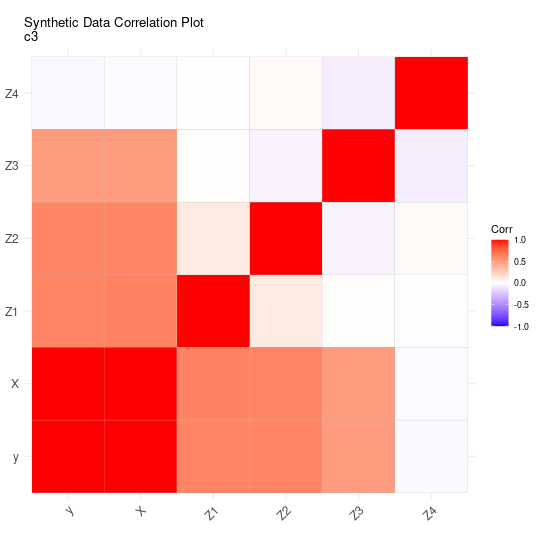 Synthetic Data Correlation Plot
c3
Z4
Z3
Z2
Z1
X
y
y
X
Z1
Z2
Z3
Z4
Corr
1.0
0.5
0.0
-0.5
-1.0